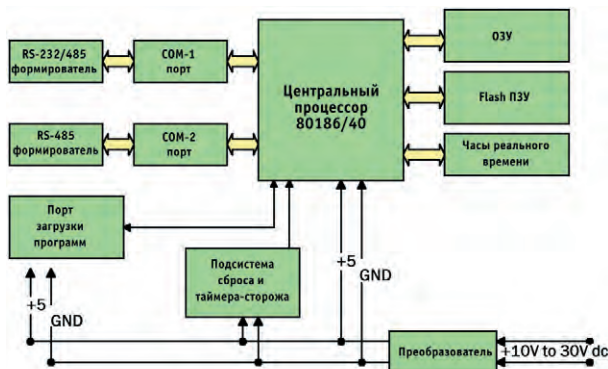 RS-232/485
формирователь
COM-1
порт
Центральный
процессор
80186/40
ОЗУ
Flash ПЗУ
RS-485
формирователь
COM-2
порт
Часы реального
времени
Порт
загрузки
программ
Подсистема
сброса и
таймера-сторожа
+5
GND
+5
GND
Преобразователь
+10V to 30V dc